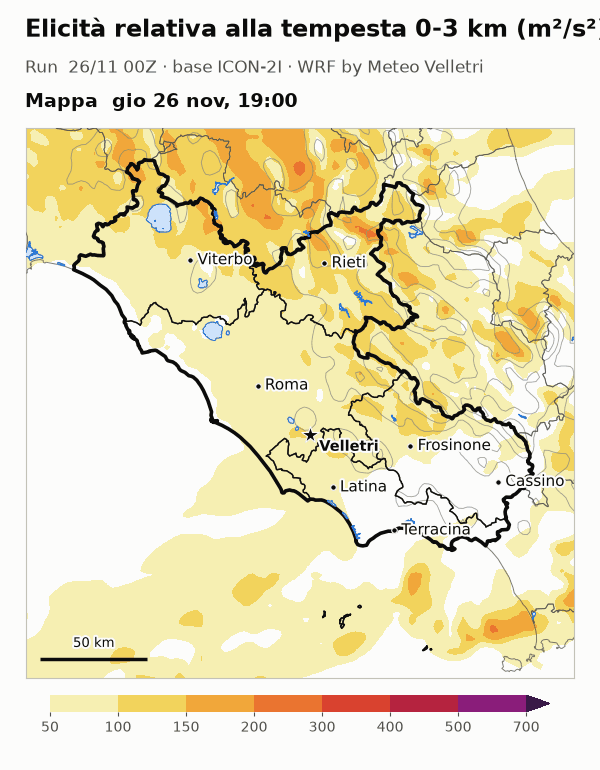 Elicità relativa alla tempesta 0-3 km (m²/s²)
Run 26/11 00Z · base ICON-2I · WRF by Meteo Velletri
Mappa gio 26 nov, 19:00
Viterbo
Rieti
Roma
Velletri
Frosinone
Latina
Cassino
Terracina
50 km
50 100 150 200 300 400 500 700